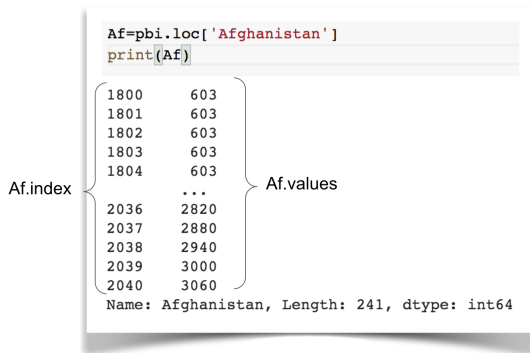 Af=pbi.loc['Afghanistan']
print(Af)
1800 603
1801 603
1802 603
1803 603
1804 603
...
2036 2820
2037 2880
2038 2940
2039 3000
2040 3060
Name: Afghanistan, Length: 241, dtype: int64
Af.index
Af.values